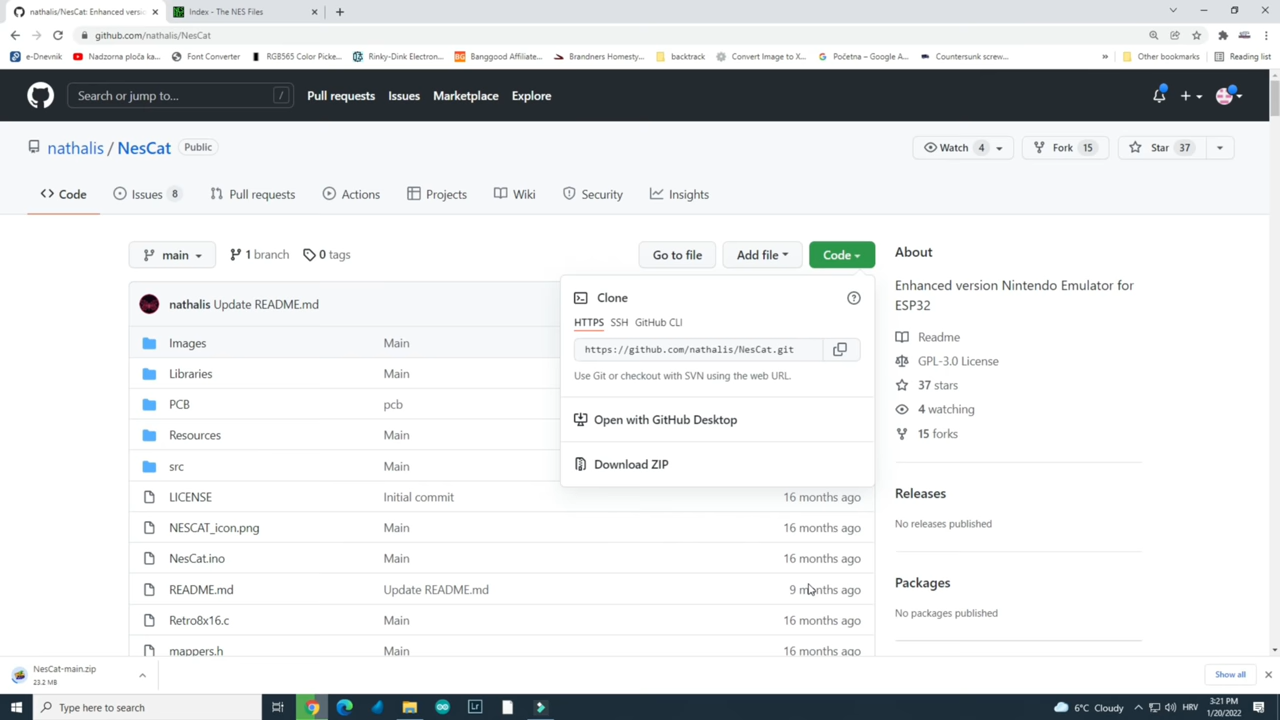 nathalis/NesCat: Enhanced versi
Index - The NES Files
github.com/nathalis/NesCat
e-Dnevnik
Nadzorna ploča ka...
Font Converter
RGB565 Color Picke...
Rinky-Dink Electron...
BG
Banggood Affiliate...
Brandners Homesty...
backtrack
Convert Image to X...
Početna – Google A...
Countersunk screw...
»
Other bookmarks
Reading list
Search or jump to...
/
Pull requests
Issues
Marketplace
Explore
nathalis / NesCat
Public
Watch 4
Fork 15
Star 37
<> Code
Issues 8
Pull requests
Actions
Projects
Wiki
Security
Insights
main
1 branch
0 tags
Go to file
Add file
Code
About
Enhanced version Nintendo Emulator for
ESP32
Readme
GPL-3.0 License
37 stars
4 watching
15 forks
Releases
No releases published
Packages
No packages published
nathalis Update README.md
Clone
HTTPS SSH GitHub CLI
https://github.com/nathalis/NesCat.git
Use Git or checkout with SVN using the web URL.
Open with GitHub Desktop
Download ZIP
Images Main
Libraries Main
PCB pcb
Resources Main
src Main
LICENSE Initial commit 16 months ago
NESCAT_icon.png Main 16 months ago
NesCat.ino Main 16 months ago
README.md Update README.md 9 months ago
Retro8x16.c Main 16 months ago
mappers.h Main 16 months ago
NesCat-main.zip
23.2 MB
Show all
Type here to search
6°C Cloudy
HRV
3:21 PM
1/20/2022